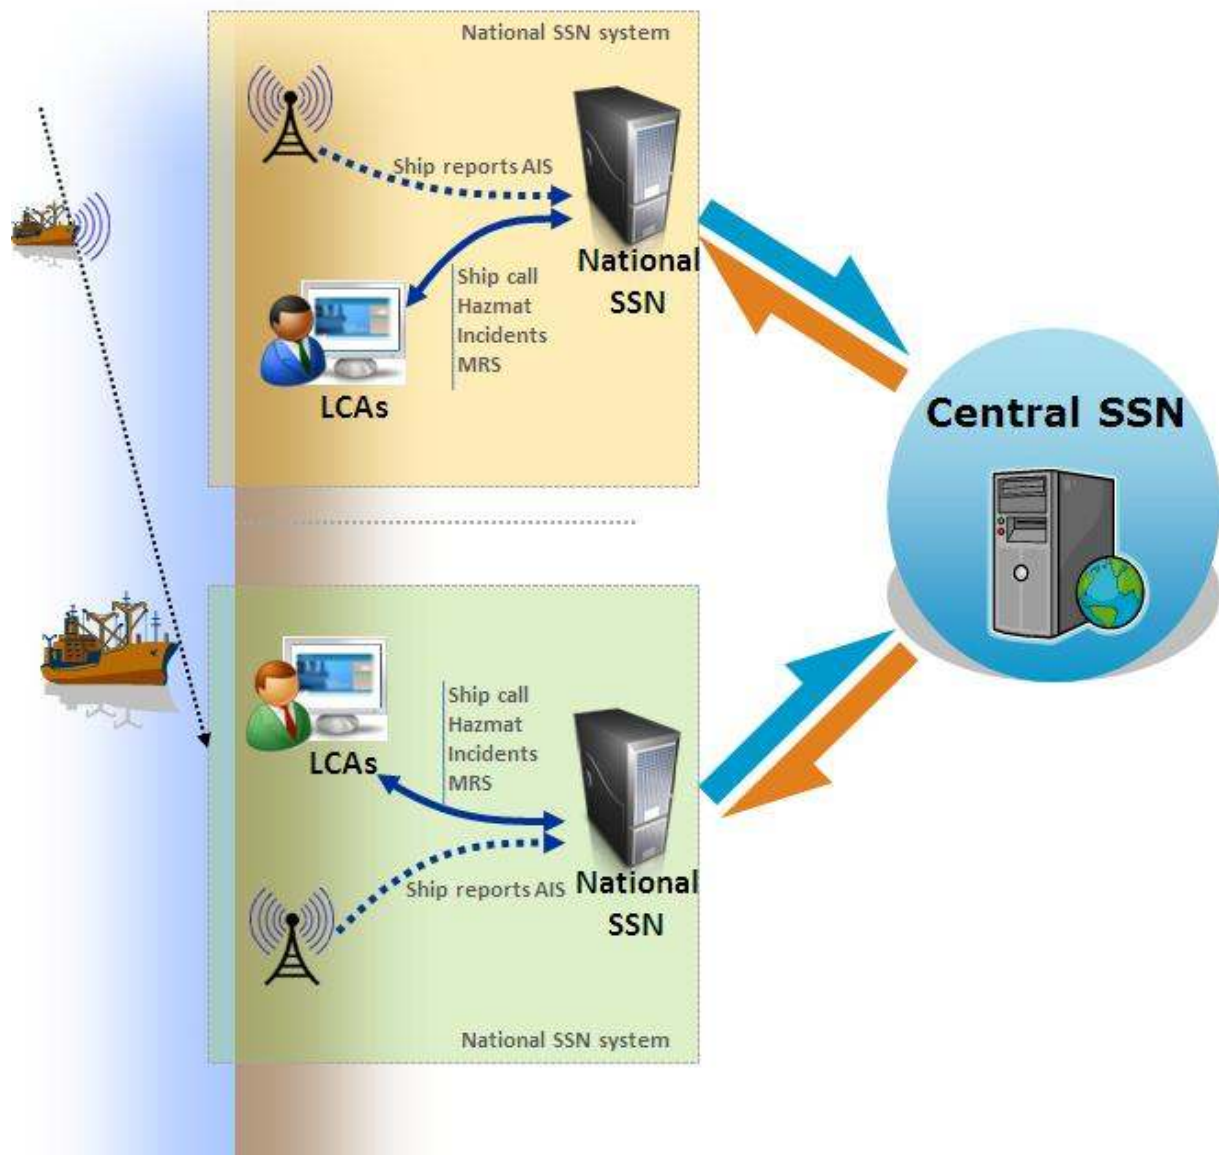 National SSN system
Ship reports AIS
National
SSN
Ship call
Hazmat
Incidents
MRS
LCAs
Central SSN
Ship call
Hazmat
Incidents
MRS
LCAs
Ship reports AIS
National
SSN
National SSN system